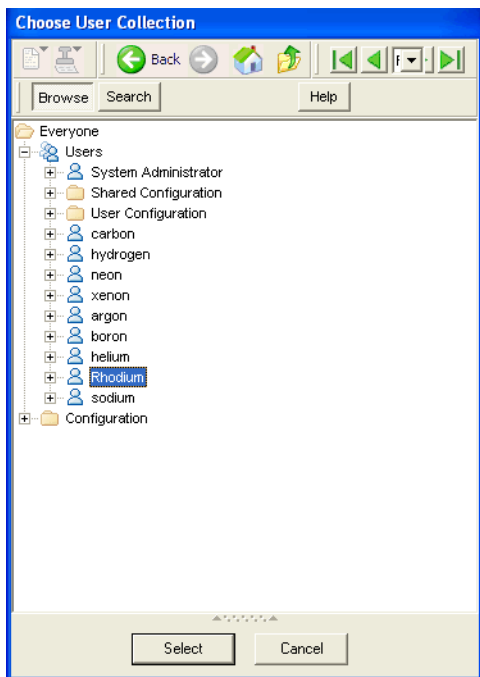 Choose User Collection
Back
Browse Search Help
Everyone
Users
System Administrator
Shared Configuration
User Configuration
carbon
hydrogen
neon
xenon
argon
boron
helium
Rhodium
sodium
Configuration
Select Cancel